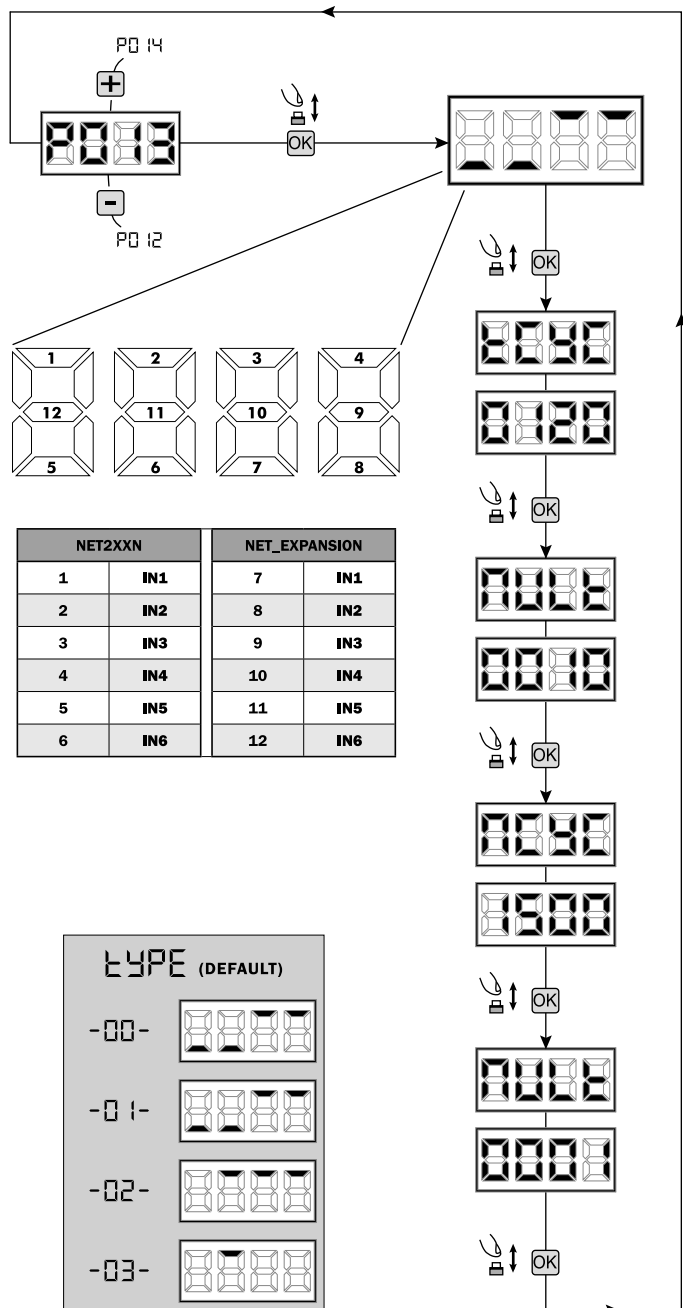 P014
+
P013
OK
-
P012
OK
tCYC
0120
1 2 3 4
12 11 10 9
5 6 7 8
OK
MULt
0010
NET2XXN NET_EXPANSION
1 IN1 7 IN1
2 IN2 8 IN2
3 IN3 9 IN3
4 IN4 10 IN4
5 IN5 11 IN5
6 IN6 12 IN6
OK
MCYC
1500
OK
MULt
0001
OK
tYPE (DEFAULT)
-00-
-01-
-02-
-03-